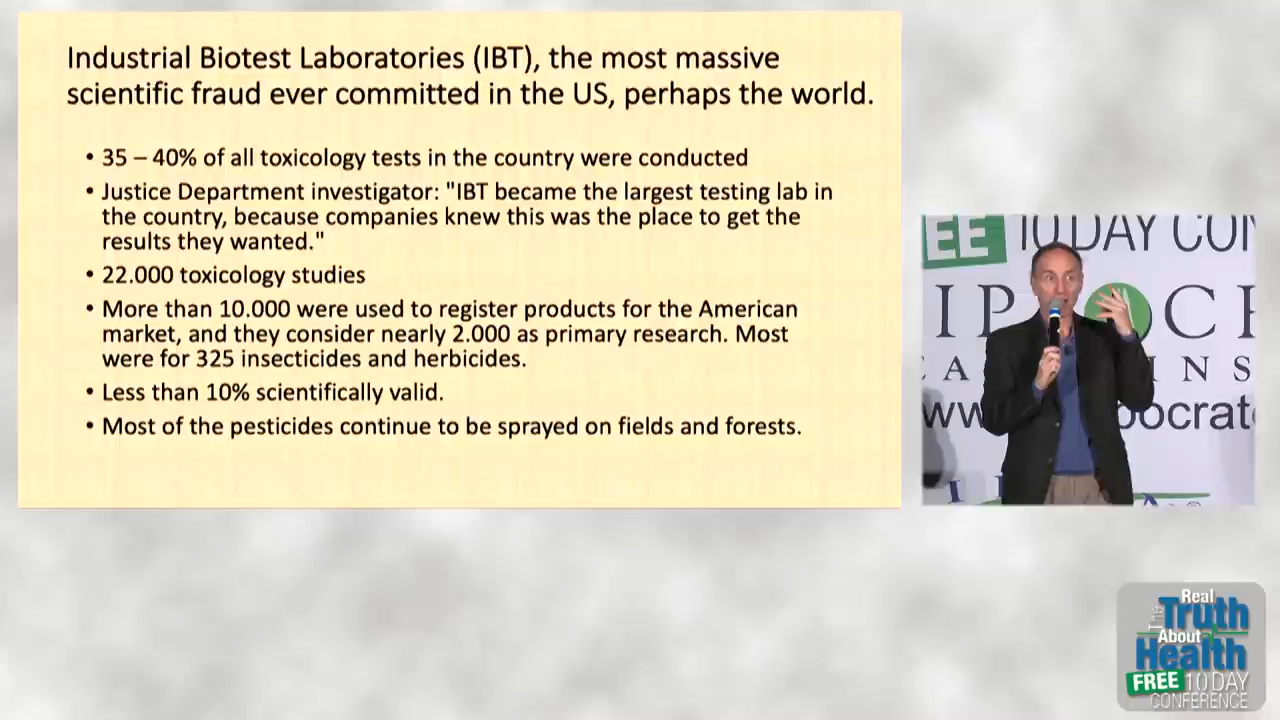 Industrial Biotest Laboratories (IBT), the most massive
scientific fraud ever committed in the US, perhaps the world.
• 35 – 40% of all toxicology tests in the country were conducted
• Justice Department investigator: "IBT became the largest testing lab in
the country, because companies knew this was the place to get the
results they wanted."
• 22.000 toxicology studies
• More than 10.000 were used to register products for the American
market, and they consider nearly 2.000 as primary research. Most
were for 325 insecticides and herbicides.
• Less than 10% scientifically valid.
• Most of the pesticides continue to be sprayed on fields and forests.
EE 10 DAY CON
IP OCR
INS
www. pocrat
The Real
Truth
About
Health
FREE 10 DAY
CONFERENCE